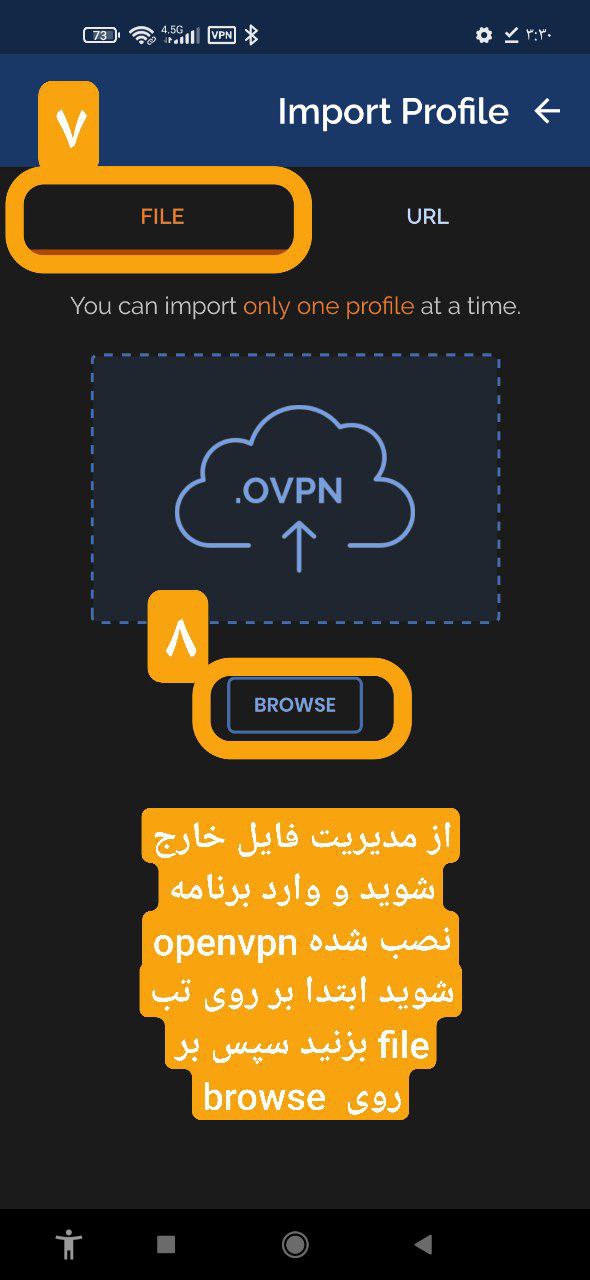 73 4.5G VPN ۳:۳۰
Import Profile
۷
FILE URL
You can import only one profile at a time.
.OVPN
۸
BROWSE
از مدیریت فایل خارج
شوید و وارد برنامه
نصب شده openvpn
شوید ابتدا بر روی تب
file بزنید سپس بر
روی browse